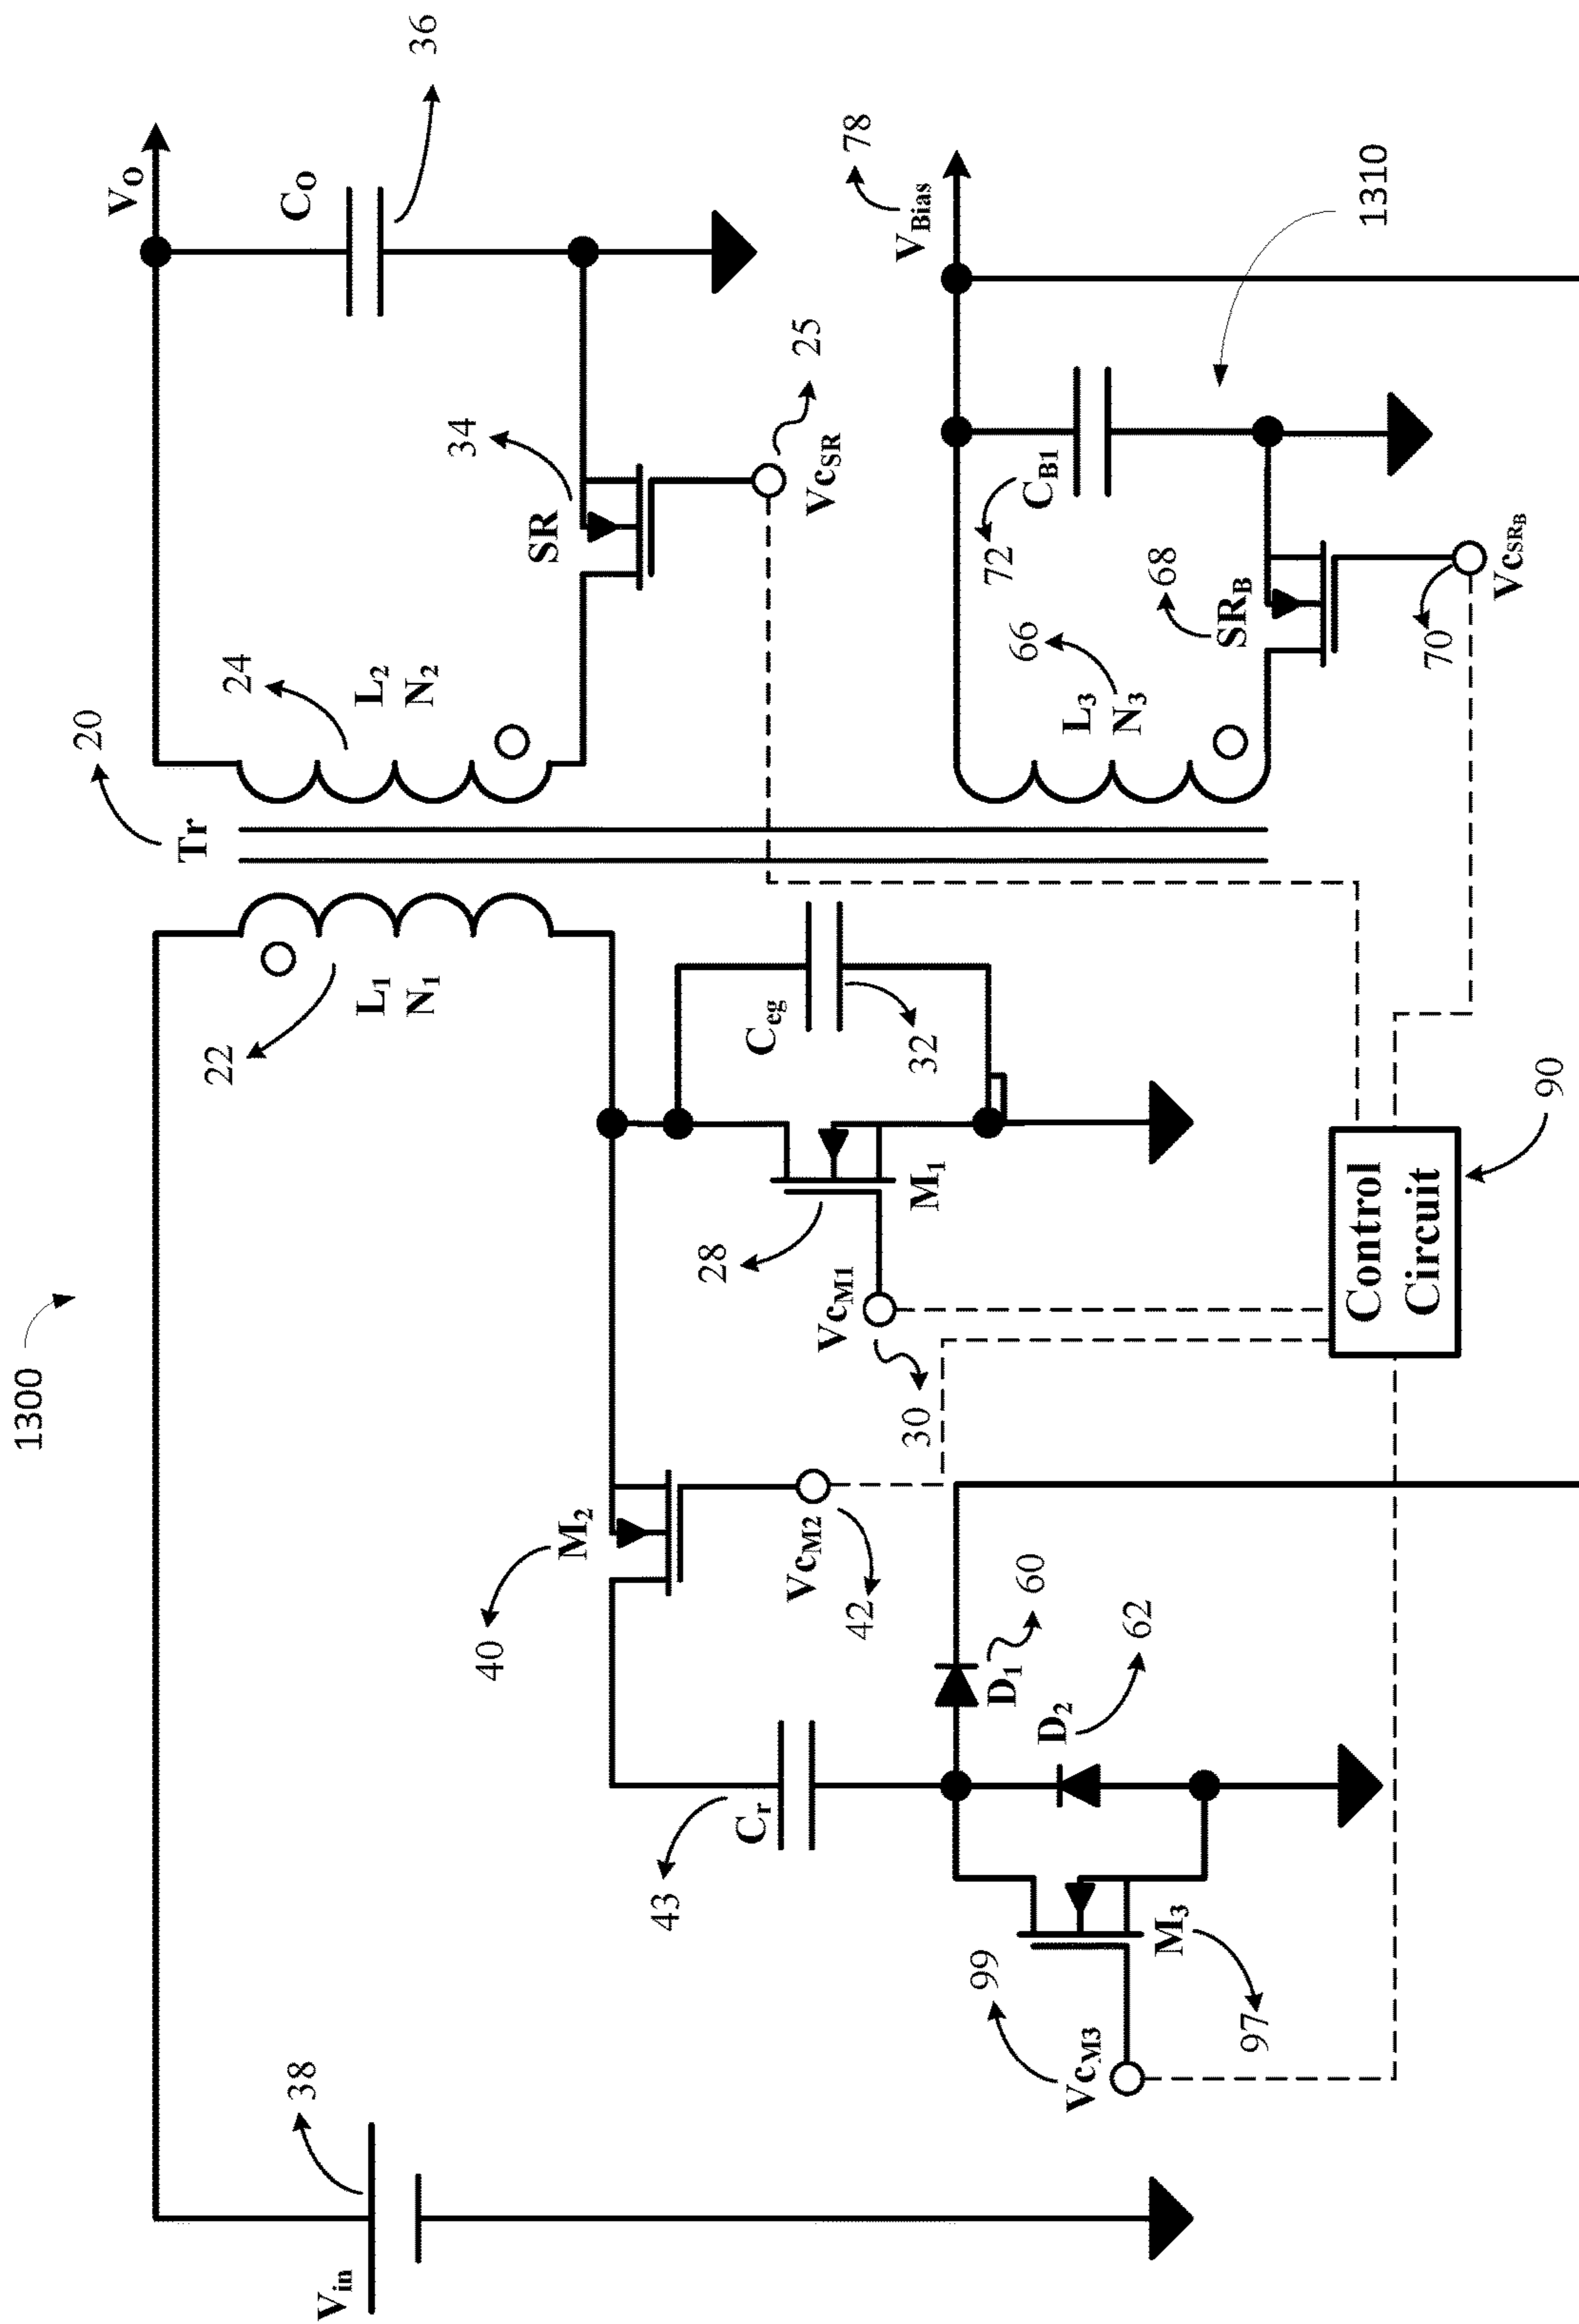 1300
Vin
38
22
L1
N1
Tr
20
24
L2
N2
Vo
Co
36
SR
34
VcSR
25
40
M2
VcM2
42
43
Cr
28
M1
VcM1
30
Ceg
32
D1
60
D2
62
M3
97
VcM3
99
Control
Circuit
90
L3
N3
66
SRB
68
VcSRB
70
CB1
72
VBias
78
1310